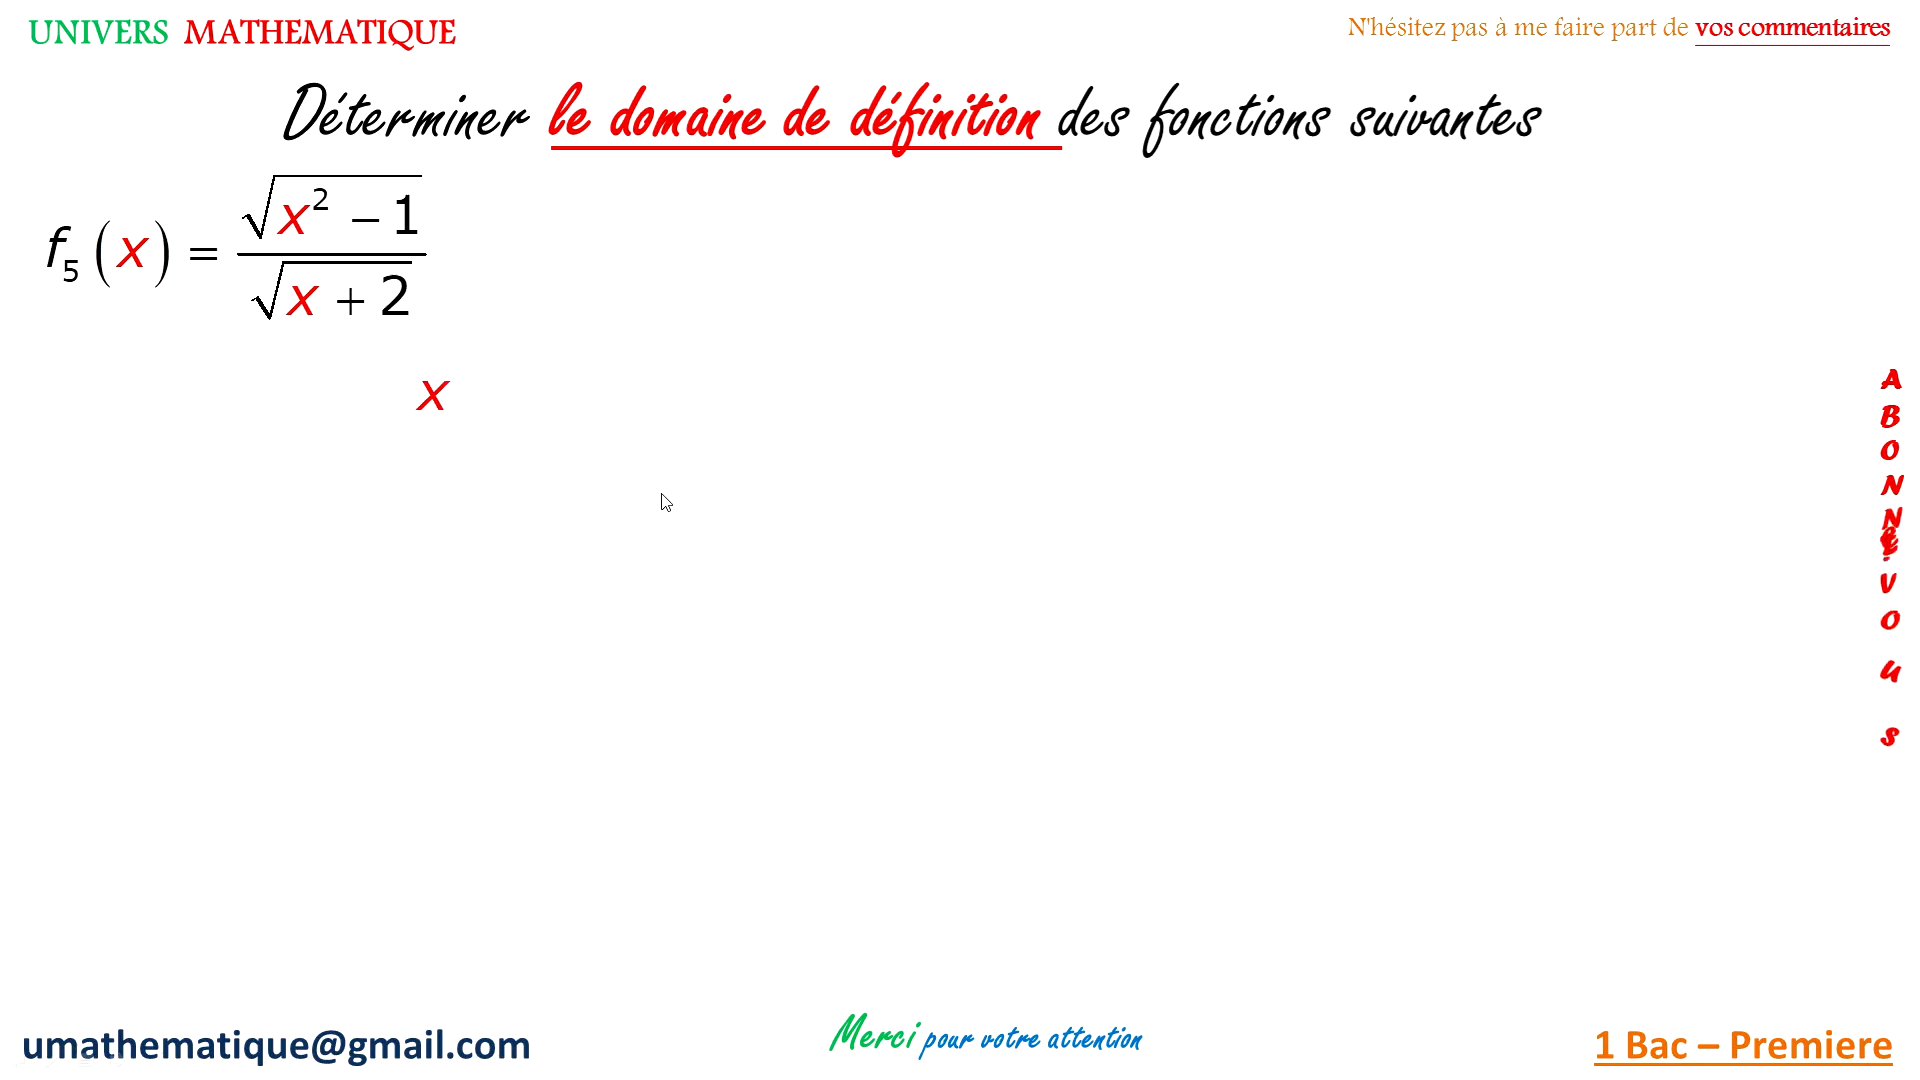 UNIVERS MATHEMATIQUE
N'hésitez pas à me faire part de vos commentaires
Déterminer le domaine de définition des fonctions suivantes
f₅(x) = √(x² − 1) / √(x + 2)
x
A
B
O
N
N
V
O
U
S
umathematique@gmail.com
Merci pour votre attention
1 Bac – Premiere